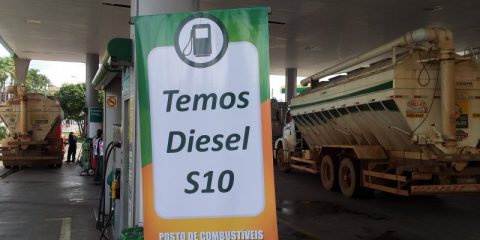 Temos
Diesel
S10
POSTO DE COMBUSTÍVEIS